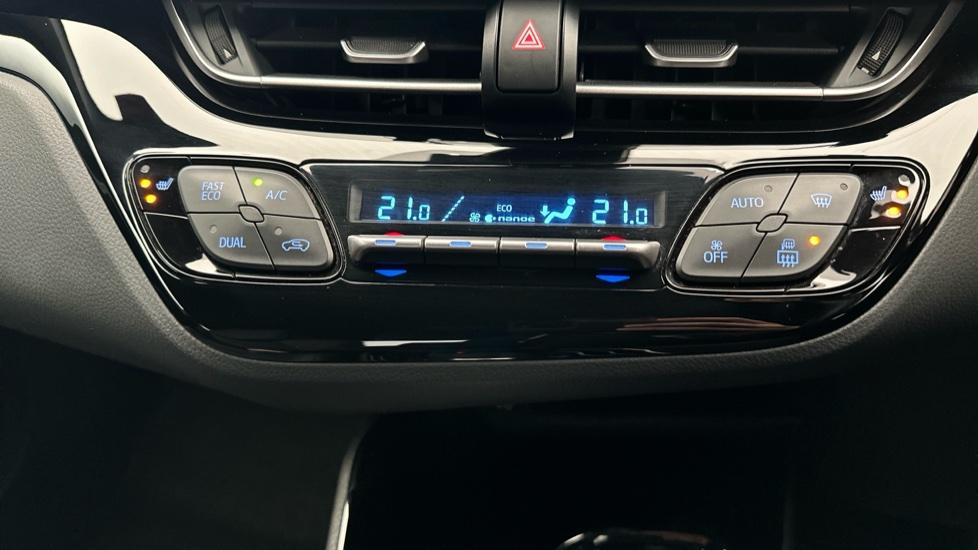 FAST
ECO
A/C
DUAL
21.0
ECO
nanoe
21.0
AUTO
OFF